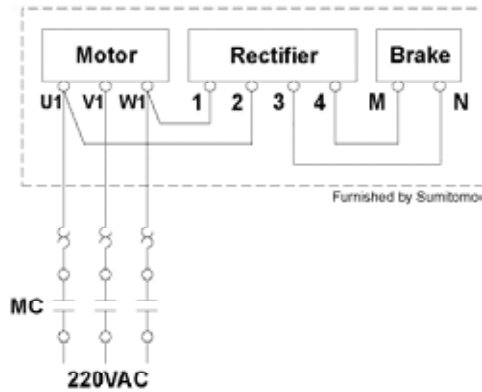 Motor Rectifier Brake
U1 V1 W1 1 2 3 4 M N
Furnished by Sumitomo
MC
220VAC